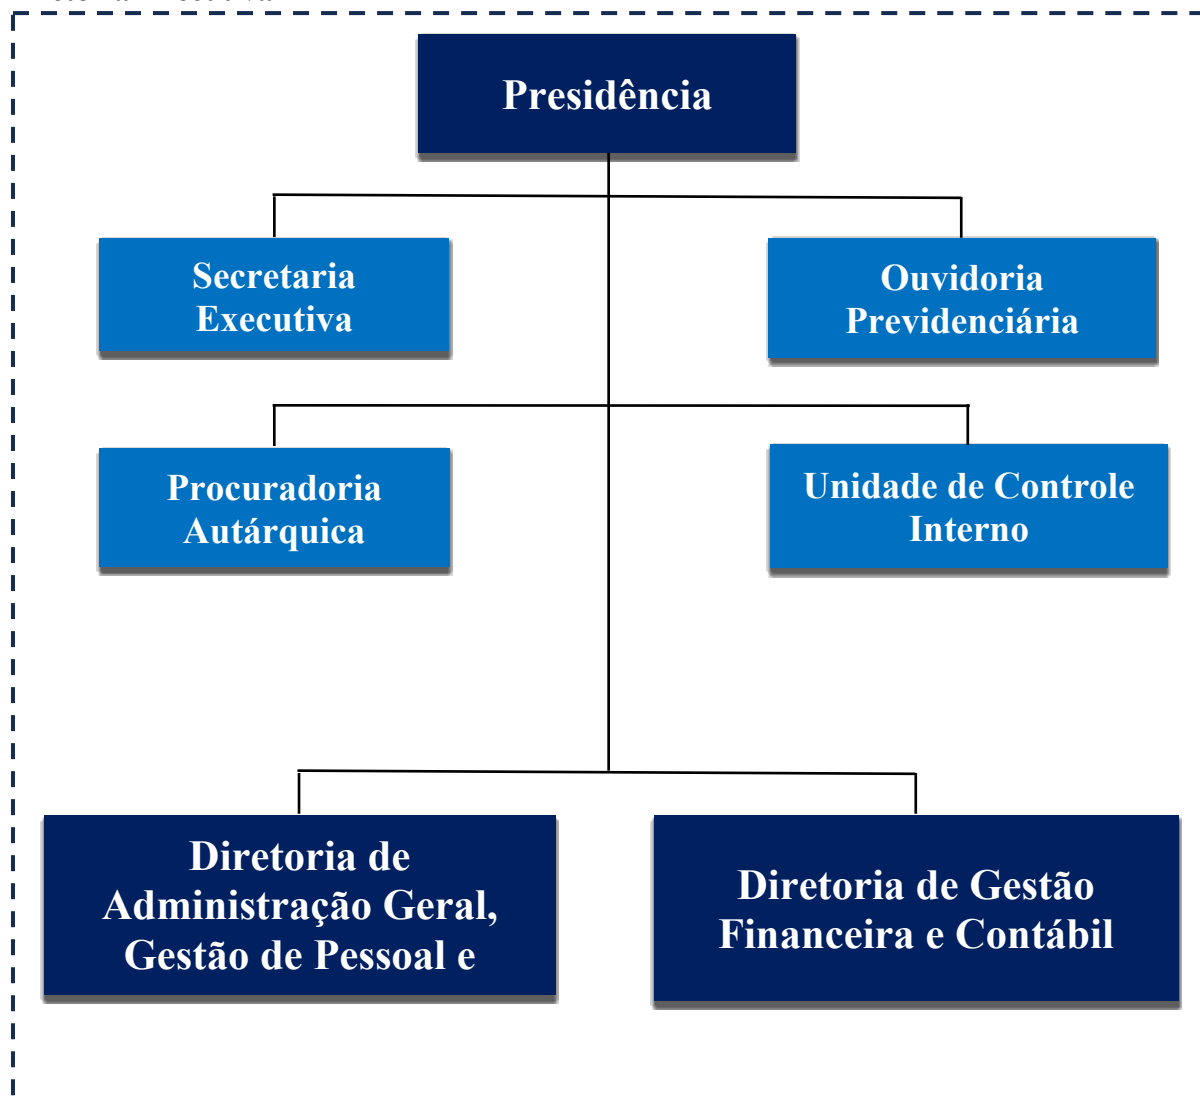 Presidência
Secretaria
Executiva
Ouvidoria
Previdenciária
Procuradoria
Autárquica
Unidade de Controle
Interno
Diretoria de
Administração Geral,
Gestão de Pessoal e
Diretoria de Gestão
Financeira e Contábil